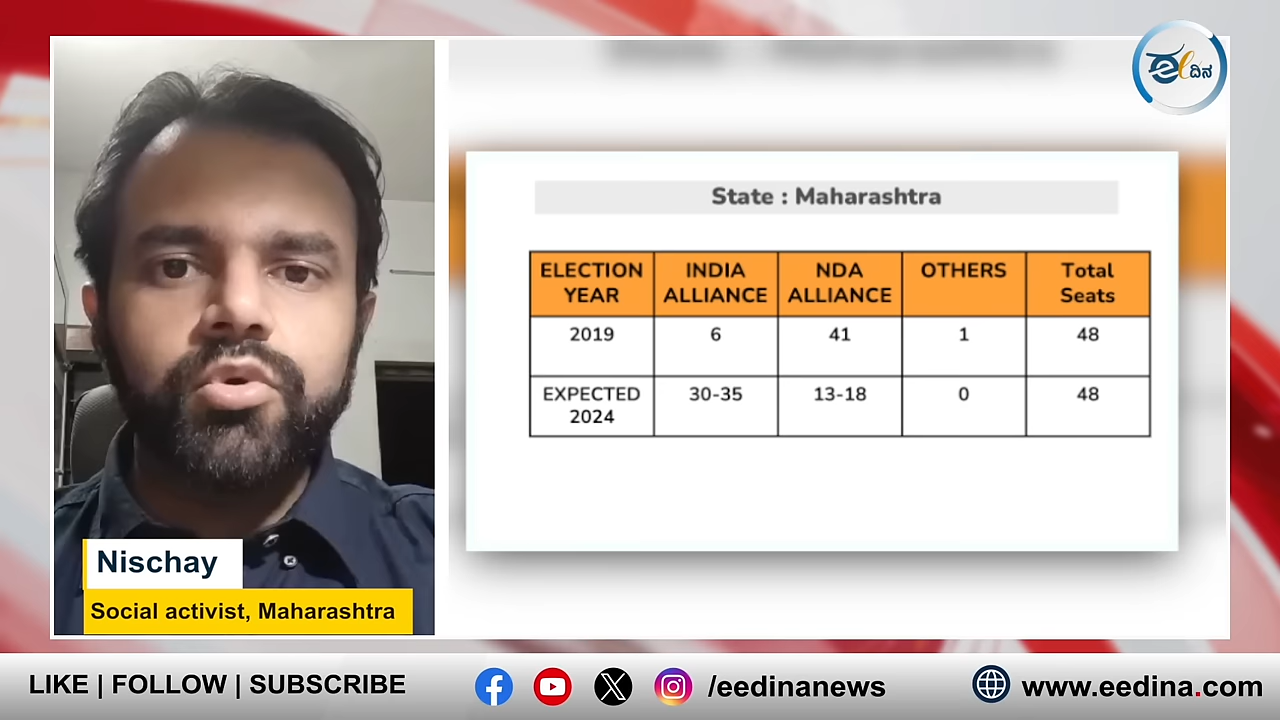 ಈ ದಿನ
State : Maharashtra
ELECTION YEAR | INDIA ALLIANCE | NDA ALLIANCE | OTHERS | Total Seats
2019 | 6 | 41 | 1 | 48
EXPECTED 2024 | 30-35 | 13-18 | 0 | 48
Nischay
Social activist, Maharashtra
LIKE | FOLLOW | SUBSCRIBE
/eedinanews
www.eedina.com